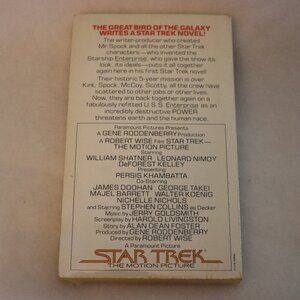 THE GREAT BIRD OF THE GALAXY
WRITES A STAR TREK NOVEL!
The writer-producer who created
Mr. Spock and all the other Star Trek
characters—who invented the
Starship Enterprise, who gave the show its
look, its ideals—puts it all together
again here in his first Star Trek novel!
Their historic 5-year mission is over.
Kirk, Spock, McCoy, Scotty, all the crew have
scattered to other jobs or other lives.
Now, they are back together again on a
fabulously refitted U.S.S. Enterprise as an
incredibly destructive POWER threatens
earth and the human race.
Paramount Pictures Presents
A GENE RODDENBERRY Production
A ROBERT WISE Film STAR TREK—
THE MOTION PICTURE
Starring
WILLIAM SHATNER LEONARD NIMOY
DeFOREST KELLEY
Presenting
PERSIS KHAMBATTA
Co-Starring
JAMES DOOHAN GEORGE TAKEI
MAJEL BARRETT WALTER KOENIG
NICHELLE NICHOLS
and Starring STEPHEN COLLINS as Decker
Music by JERRY GOLDSMITH
Screenplay by HAROLD LIVINGSTON
Story by ALAN DEAN FOSTER
Produced by GENE RODDENBERRY
Directed by ROBERT WISE
A Paramount Picture
STAR TREK
THE MOTION PICTURE